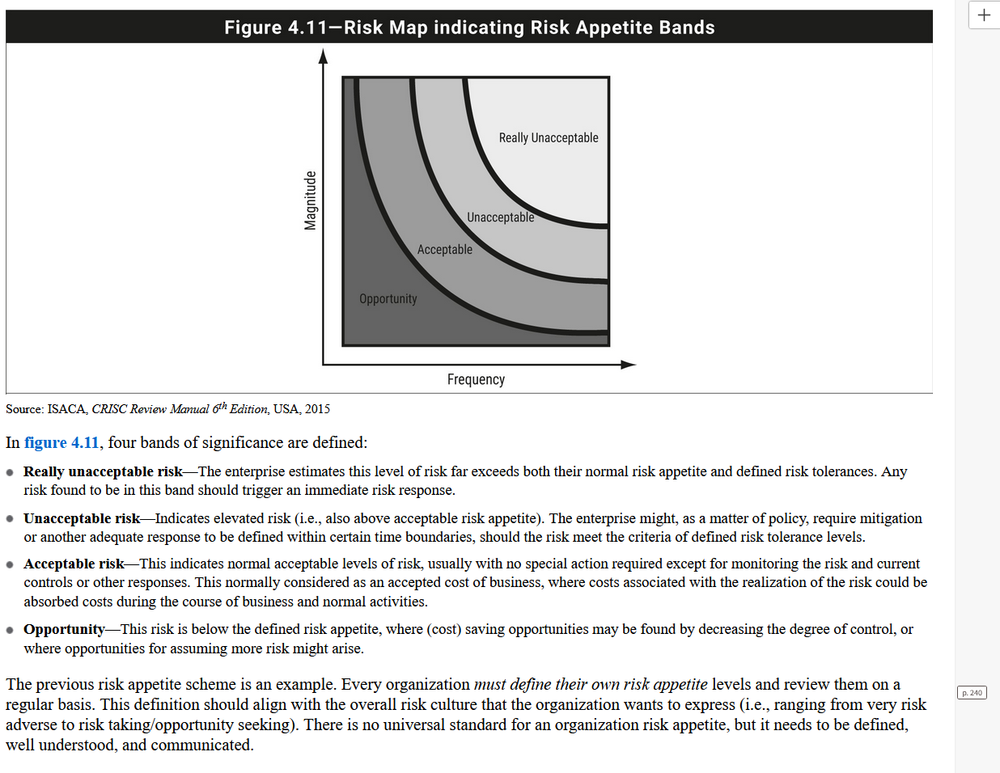 Figure 4.11—Risk Map indicating Risk Appetite Bands
Really Unacceptable
Magnitude
Unacceptable
Acceptable
Opportunity
Frequency
Source: ISACA, CRISC Review Manual 6th Edition, USA, 2015
In figure 4.11, four bands of significance are defined:
Really unacceptable risk—The enterprise estimates this level of risk far exceeds both their normal risk appetite and defined risk tolerances. Any
risk found to be in this band should trigger an immediate risk response.
Unacceptable risk—Indicates elevated risk (i.e., also above acceptable risk appetite). The enterprise might, as a matter of policy, require mitigation
or another adequate response to be defined within certain time boundaries, should the risk meet the criteria of defined risk tolerance levels.
Acceptable risk—This indicates normal acceptable levels of risk, usually with no special action required except for monitoring the risk and current
controls or other responses. This normally considered as an accepted cost of business, where costs associated with the realization of the risk could be
absorbed costs during the course of business and normal activities.
Opportunity—This risk is below the defined risk appetite, where (cost) saving opportunities may be found by decreasing the degree of control, or
where opportunities for assuming more risk might arise.
The previous risk appetite scheme is an example. Every organization must define their own risk appetite levels and review them on a
p. 240
regular basis. This definition should align with the overall risk culture that the organization wants to express (i.e., ranging from very risk
adverse to risk taking/opportunity seeking). There is no universal standard for an organization risk appetite, but it needs to be defined,
well understood, and communicated.